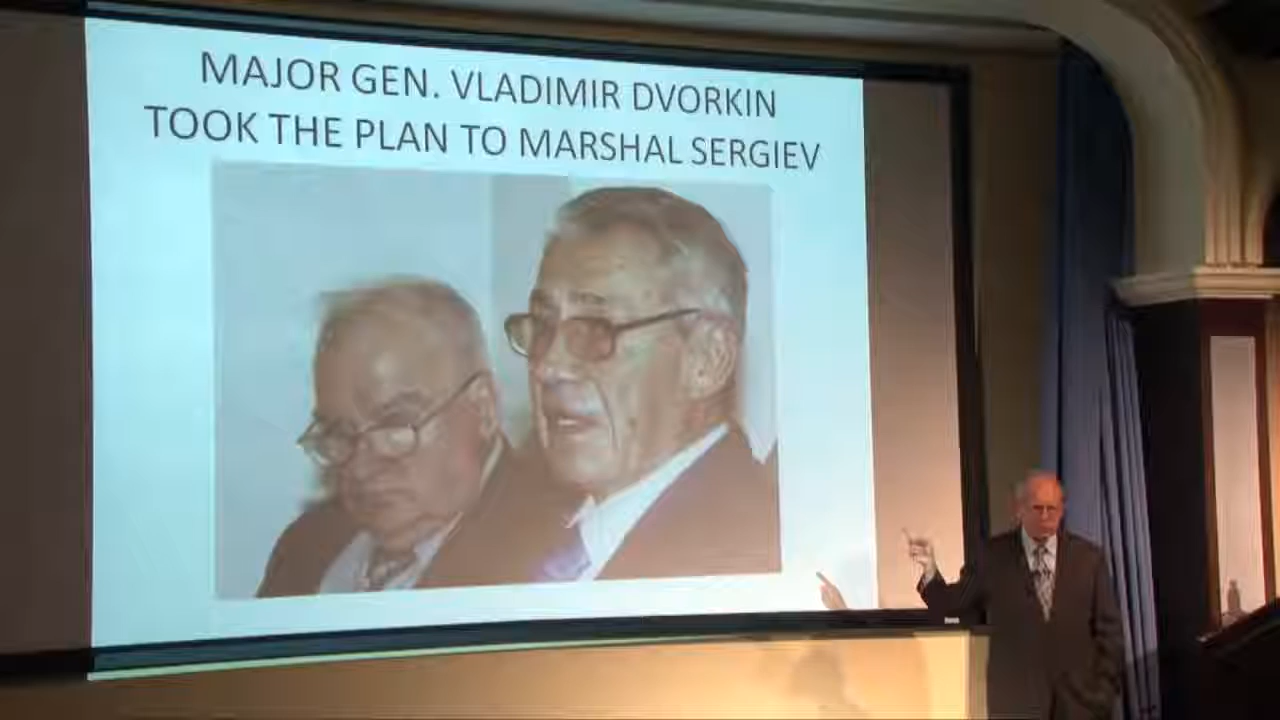 MAJOR GEN. VLADIMIR DVORKIN
TOOK THE PLAN TO MARSHAL SERGIEV